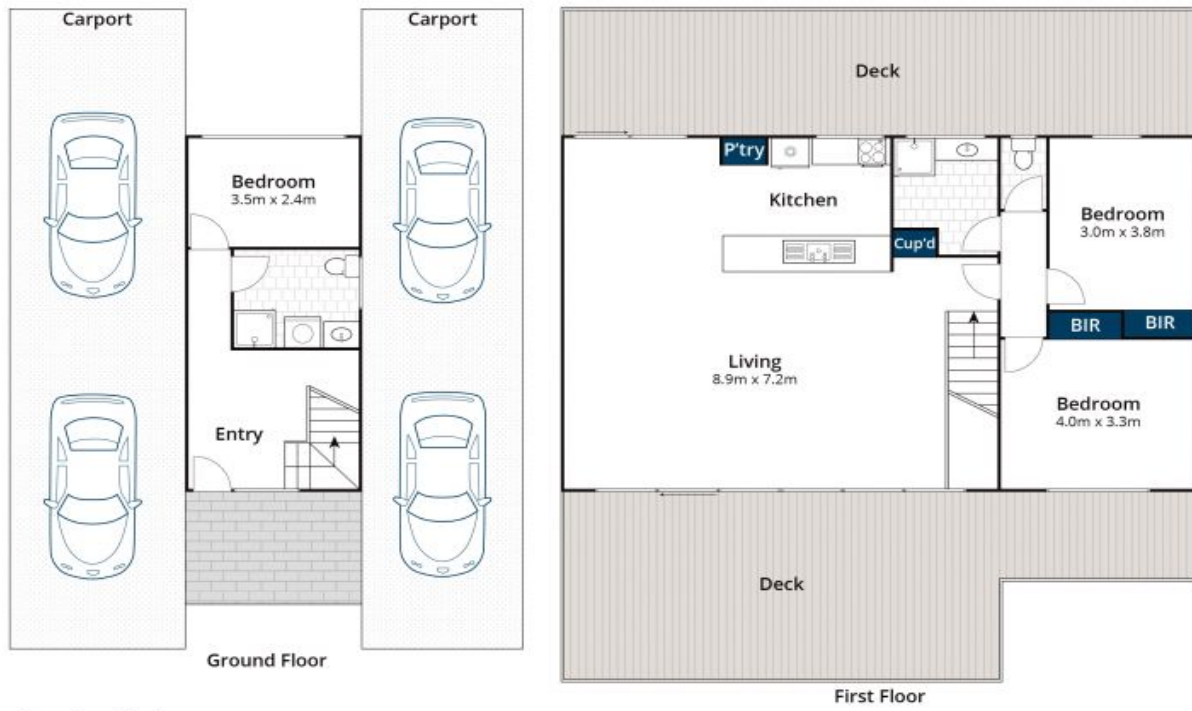 Carport
Carport
Bedroom
3.5m x 2.4m
Entry
Ground Floor
Deck
P'try
Kitchen
Cup'd
Bedroom
3.0m x 3.8m
BIR
BIR
Living
8.9m x 7.2m
Bedroom
4.0m x 3.3m
Deck
First Floor